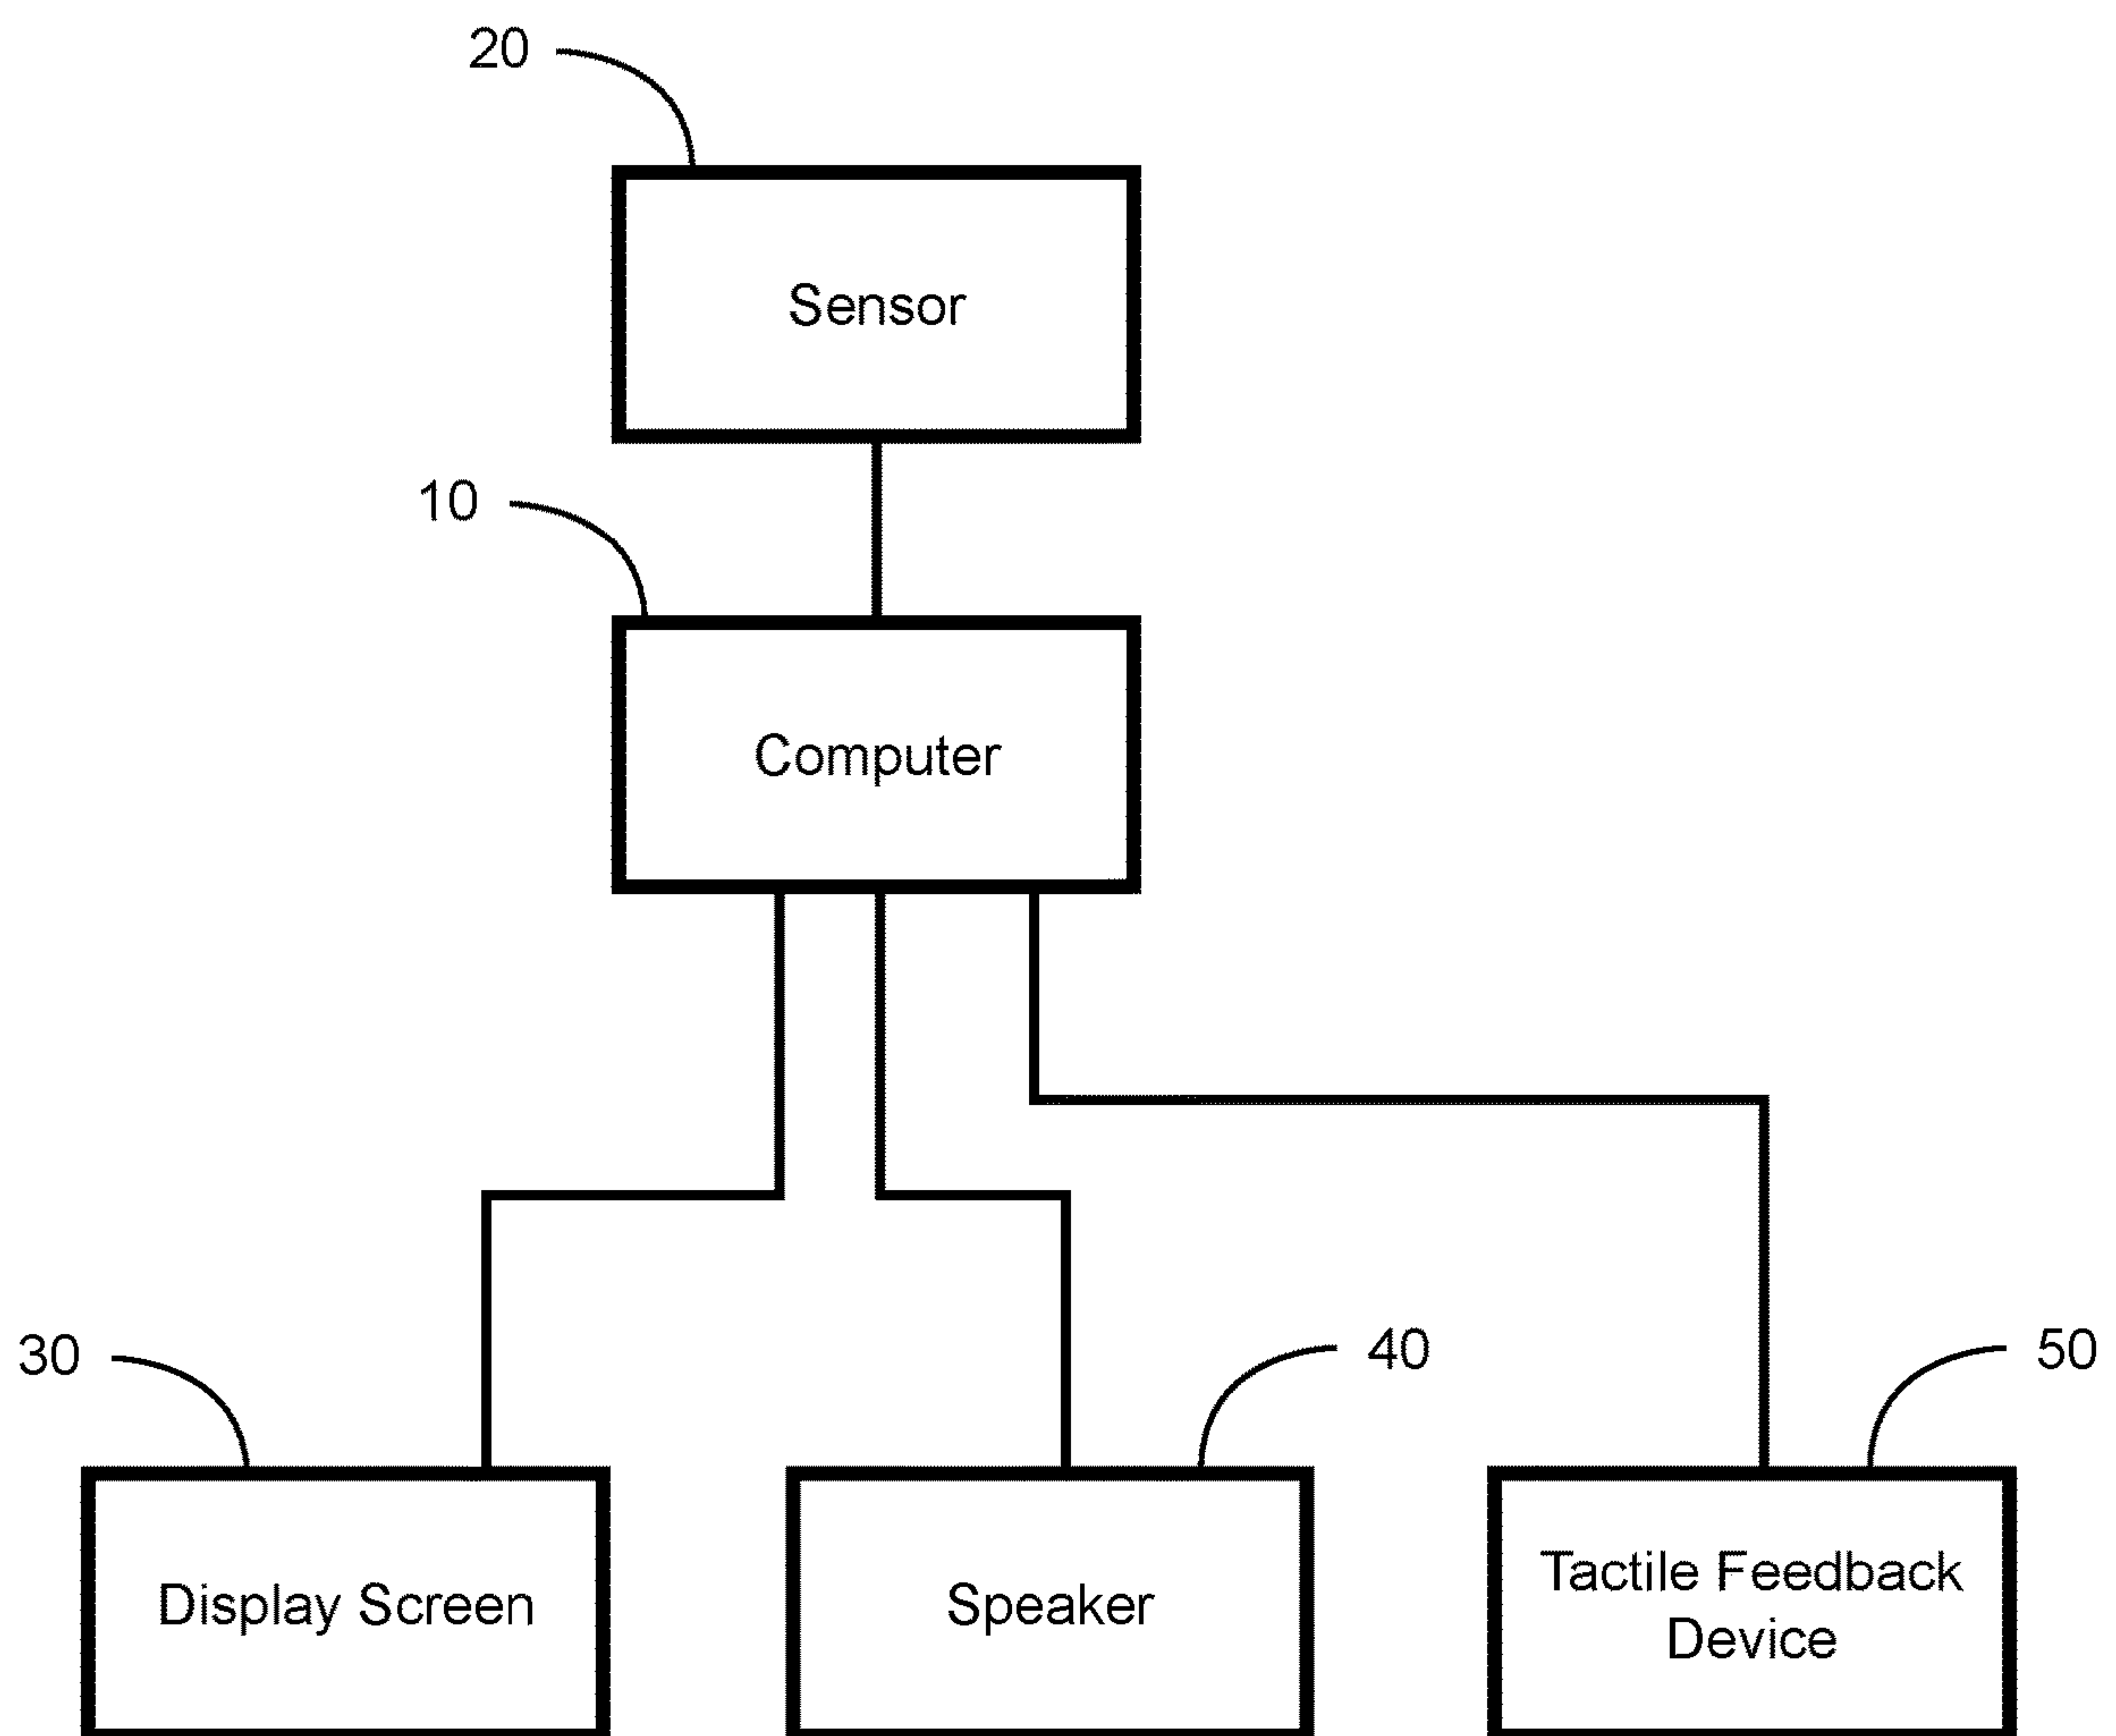 20
Sensor
10
Computer
30
40
50
Display Screen
Speaker
Tactile Feedback
Device